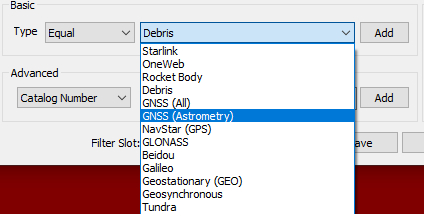 Basic
Type Equal Debris Add
Starlink
OneWeb
Rocket Body
Debris
Advanced
GNSS (All)
Catalog Number GNSS (Astrometry) Add
NavStar (GPS)
Filter Slot: GLONASS ave
Beidou
Galileo
Geostationary (GEO)
Geosynchronous
Tundra